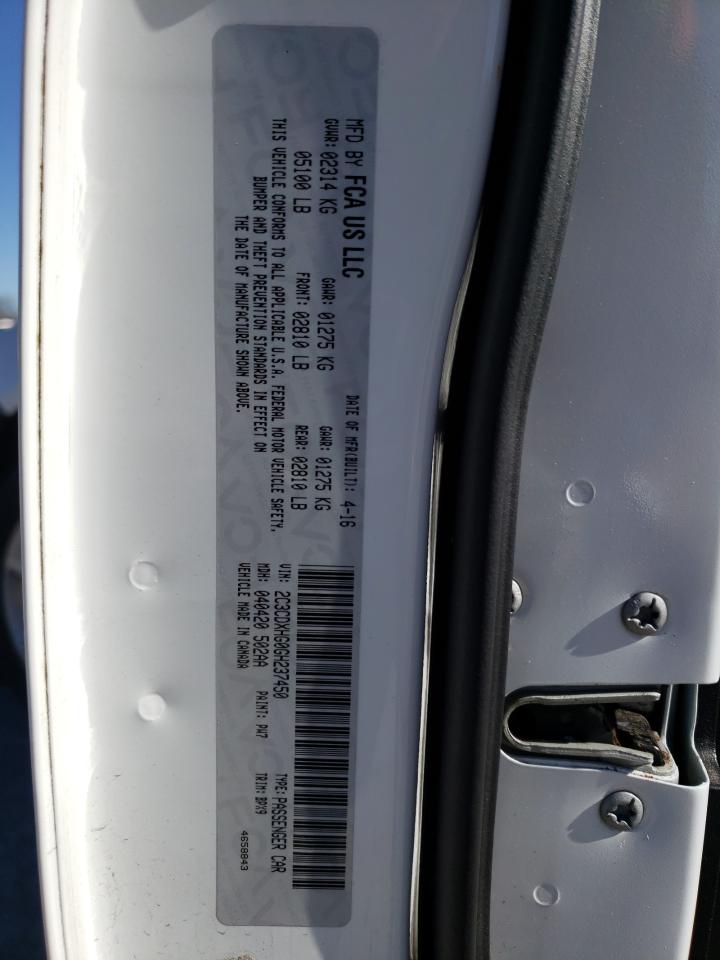 MFD BY FCA US LLC
DATE OF MFR(BUILT): 4-16
GVWR: 02314 KG GAWR: 01275 KG GAWR: 01275 KG
05100 LB FRONT: 02810 LB REAR: 02810 LB
THIS VEHICLE CONFORMS TO ALL APPLICABLE U.S.A. FEDERAL MOTOR VEHICLE SAFETY,
BUMPER AND THEFT PREVENTION STANDARDS IN EFFECT ON
THE DATE OF MANUFACTURE SHOWN ABOVE.
VIN: 2C3CDXHG0GH237450 TYPE: PASSENGER CAR
MDH: 040420 502AA PAINT: PW7 TRIM: BPX9
VEHICLE MADE IN CANADA
4658843